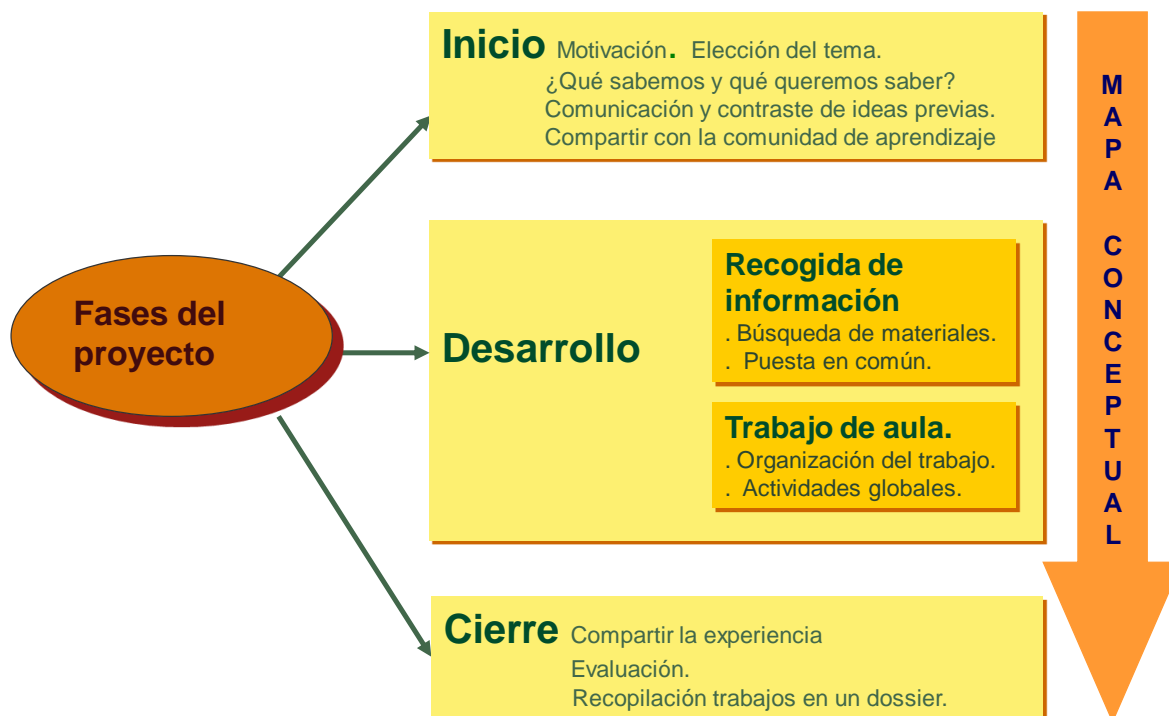 Inicio Motivación. Elección del tema.
¿Qué sabemos y qué queremos saber?
Comunicación y contraste de ideas previas.
Compartir con la comunidad de aprendizaje
Fases del
proyecto
Desarrollo
Recogida de
información
. Búsqueda de materiales.
. Puesta en común.
Trabajo de aula.
. Organización del trabajo.
. Actividades globales.
Cierre Compartir la experiencia
Evaluación.
Recopilación trabajos en un dossier.
MAPA CONCEPTUAL